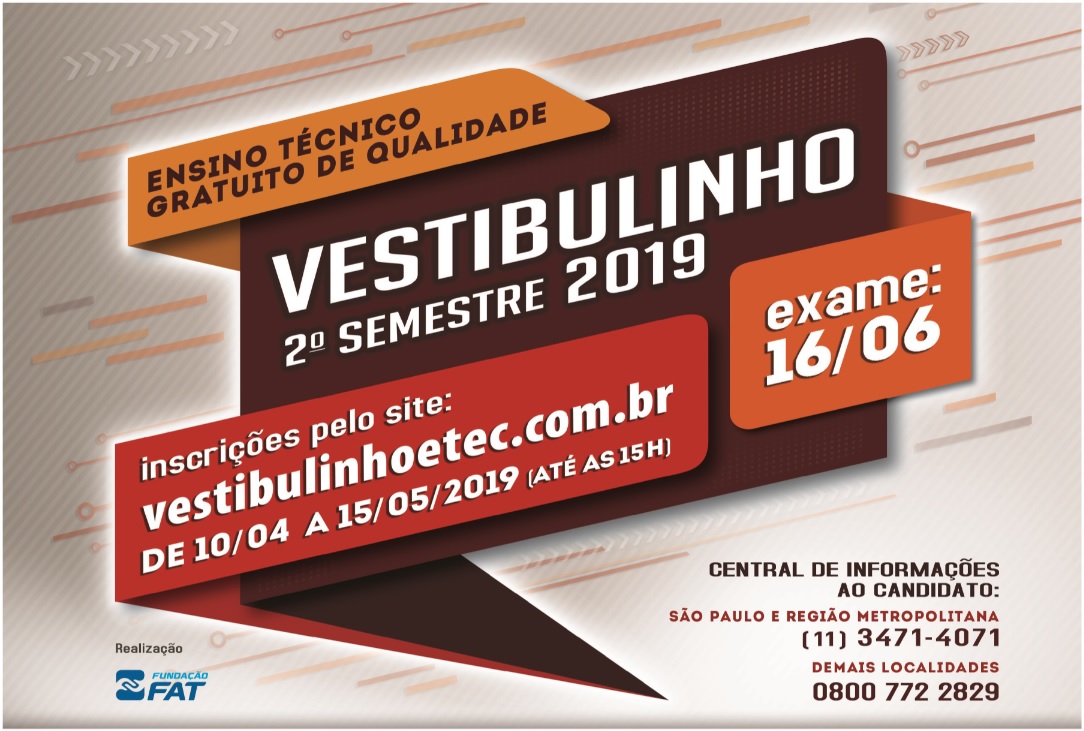 ENSINO TÉCNICO
GRATUITO DE QUALIDADE
VESTIBULINHO
2º SEMESTRE 2019
exame:
16/06
inscrições pelo site:
vestibulinhoetec.com.br
DE 10/04 A 15/05/2019 (ATÉ AS 15H)
CENTRAL DE INFORMAÇÕES
AO CANDIDATO:
SÃO PAULO E REGIÃO METROPOLITANA
(11) 3471-4071
DEMAIS LOCALIDADES
0800 772 2829
Realização
FUNDAÇÃO
FAT